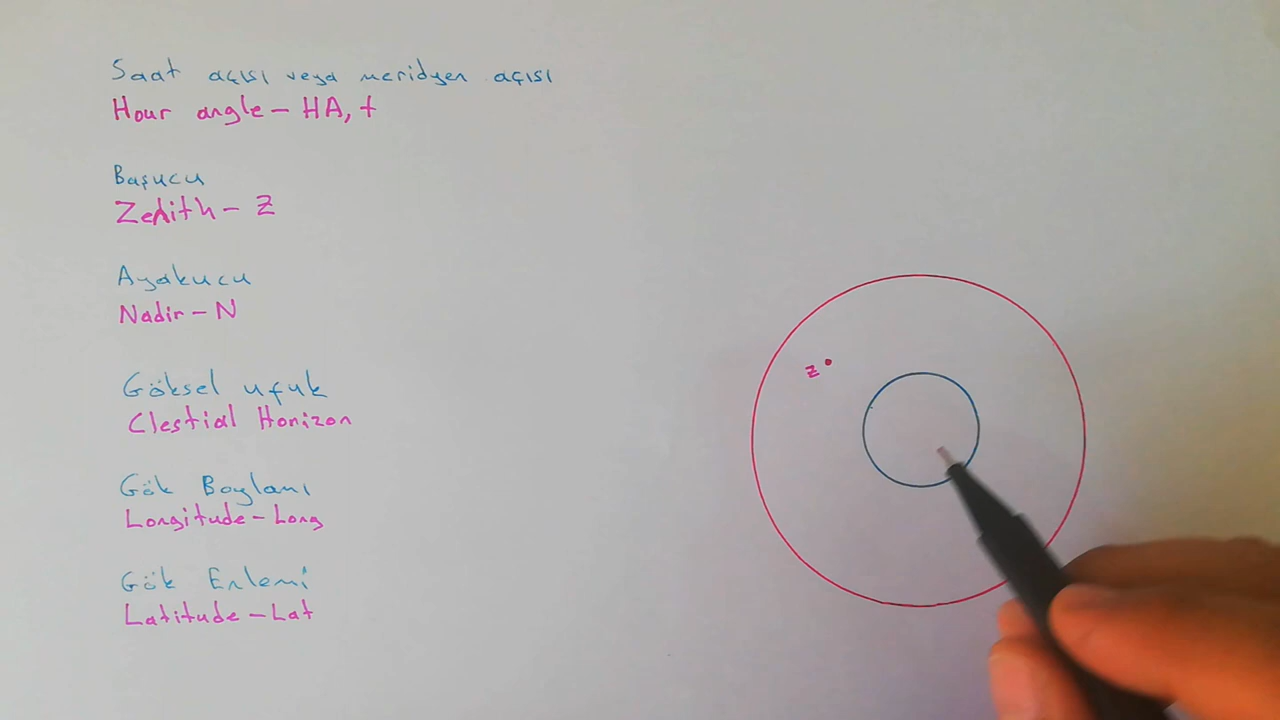 Saat açısı veya meridyen açısı
Hour angle - HA, t
Başucu
Zenith - Z
Ayakucu
Nadir - N
Göksel ufuk
Clestial Horizon
Gök Boylamı
Longitude - Long
Gök Enlemi
Latitude - Lat
Z